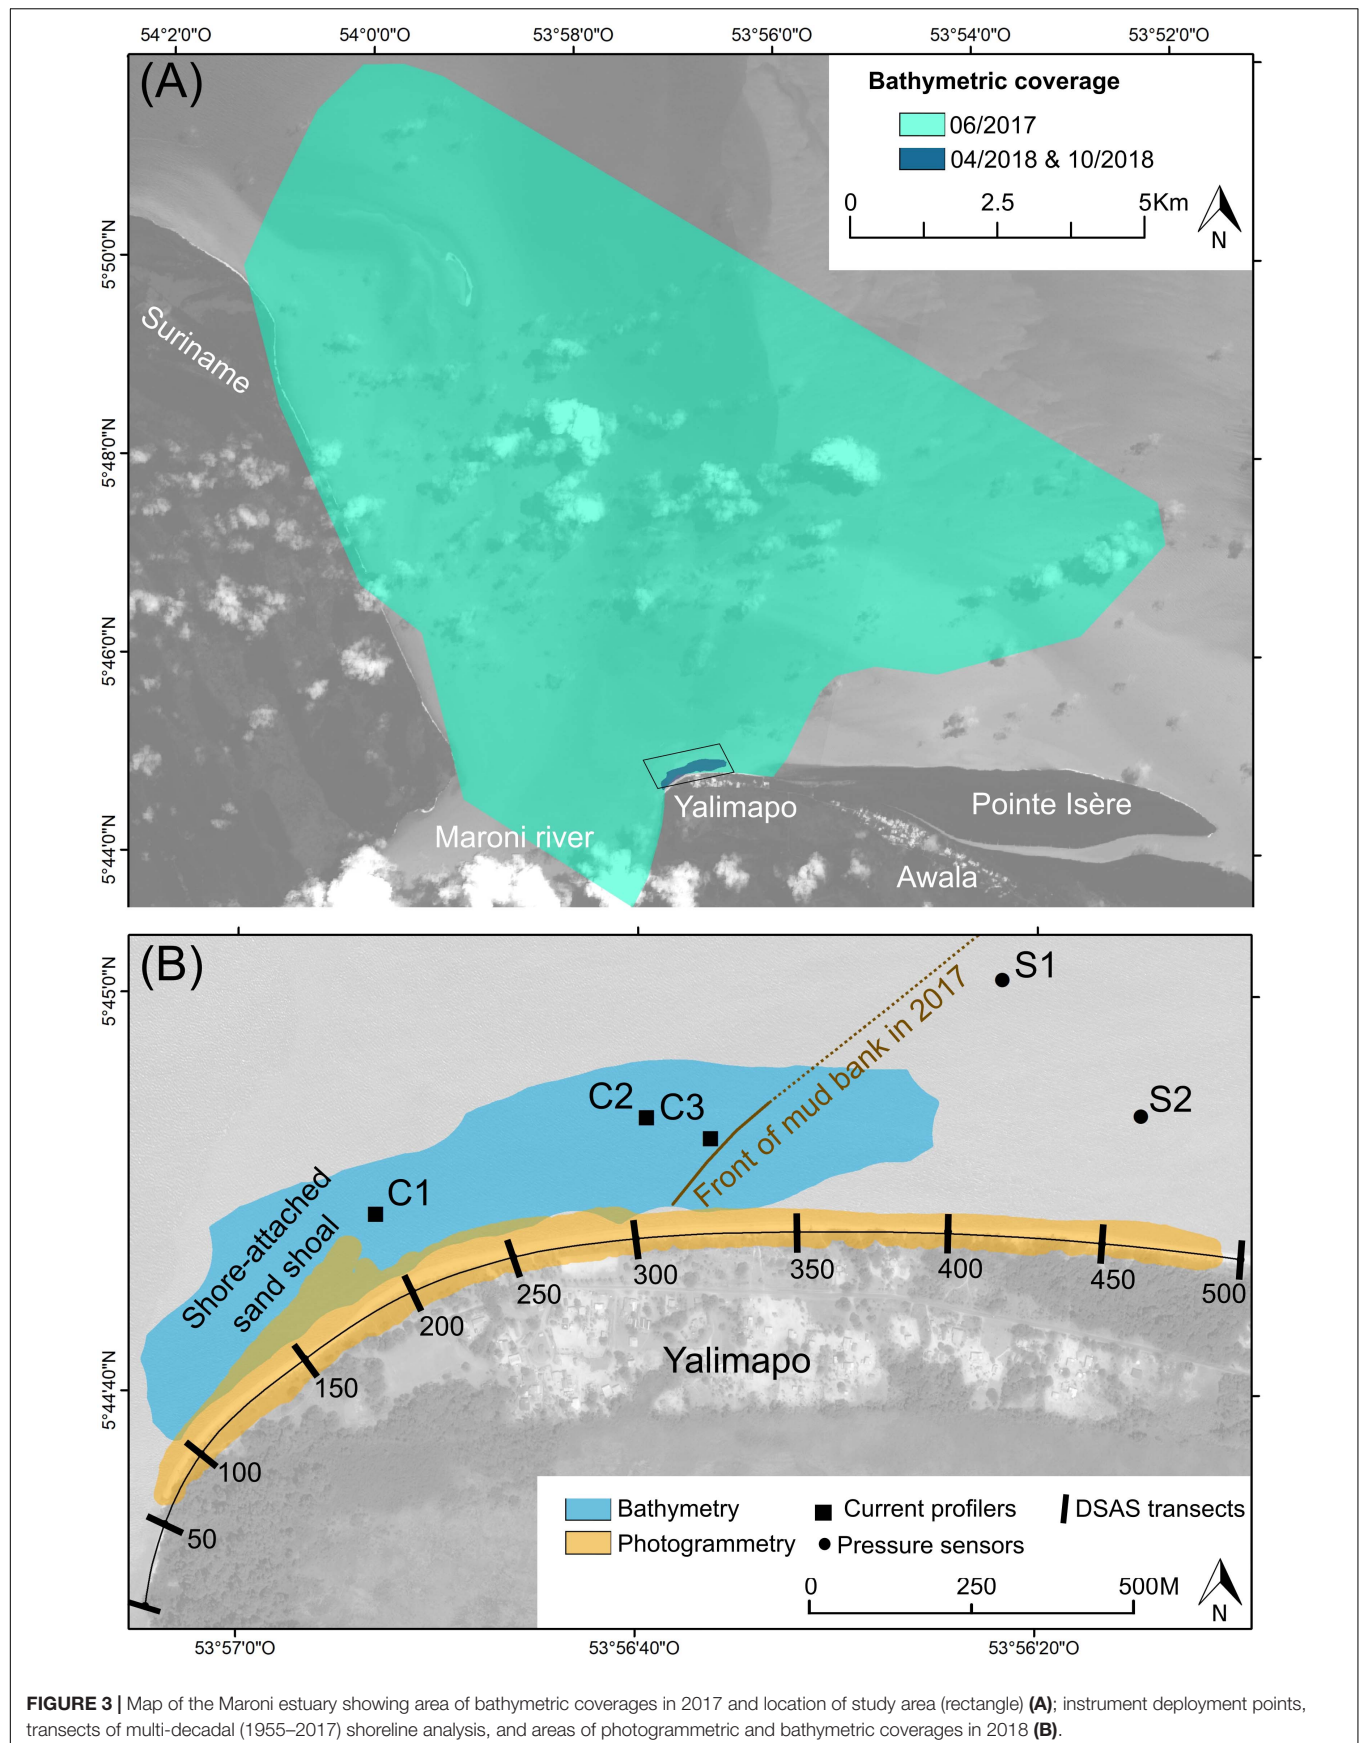 54°2'0"O 54°0'0"O 53°58'0"O 53°56'0"O 53°54'0"O 53°52'0"O
(A)
Bathymetric coverage
06/2017
04/2018 & 10/2018
0 2.5 5Km
N
5°50'0"N
5°48'0"N
5°46'0"N
5°44'0"N
Suriname
Maroni river
Yalimapo
Pointe Isère
Awala
(B)
5°45'0"N
5°44'40"N
S1
S2
C2
C3
C1
Front of mud bank in 2017
Shore-attached
sand shoal
50
100
150
200
250
300
350
400
450
500
Yalimapo
Bathymetry
Photogrammetry
Current profilers
Pressure sensors
DSAS transects
0 250 500M
N
53°57'0"O 53°56'40"O 53°56'20"O
FIGURE 3 | Map of the Maroni estuary showing area of bathymetric coverages in 2017 and location of study area (rectangle) (A); instrument deployment points,
transects of multi-decadal (1955–2017) shoreline analysis, and areas of photogrammetric and bathymetric coverages in 2018 (B).